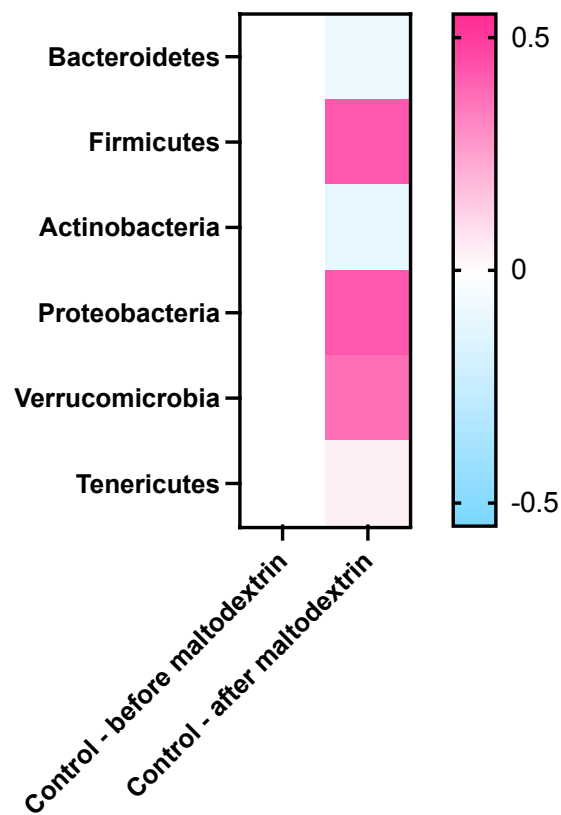 Bacteroidetes
Firmicutes
Actinobacteria
Proteobacteria
Verrucomicrobia
Tenericutes
Control - before maltodextrin
Control - after maltodextrin
0.5
0
-0.5